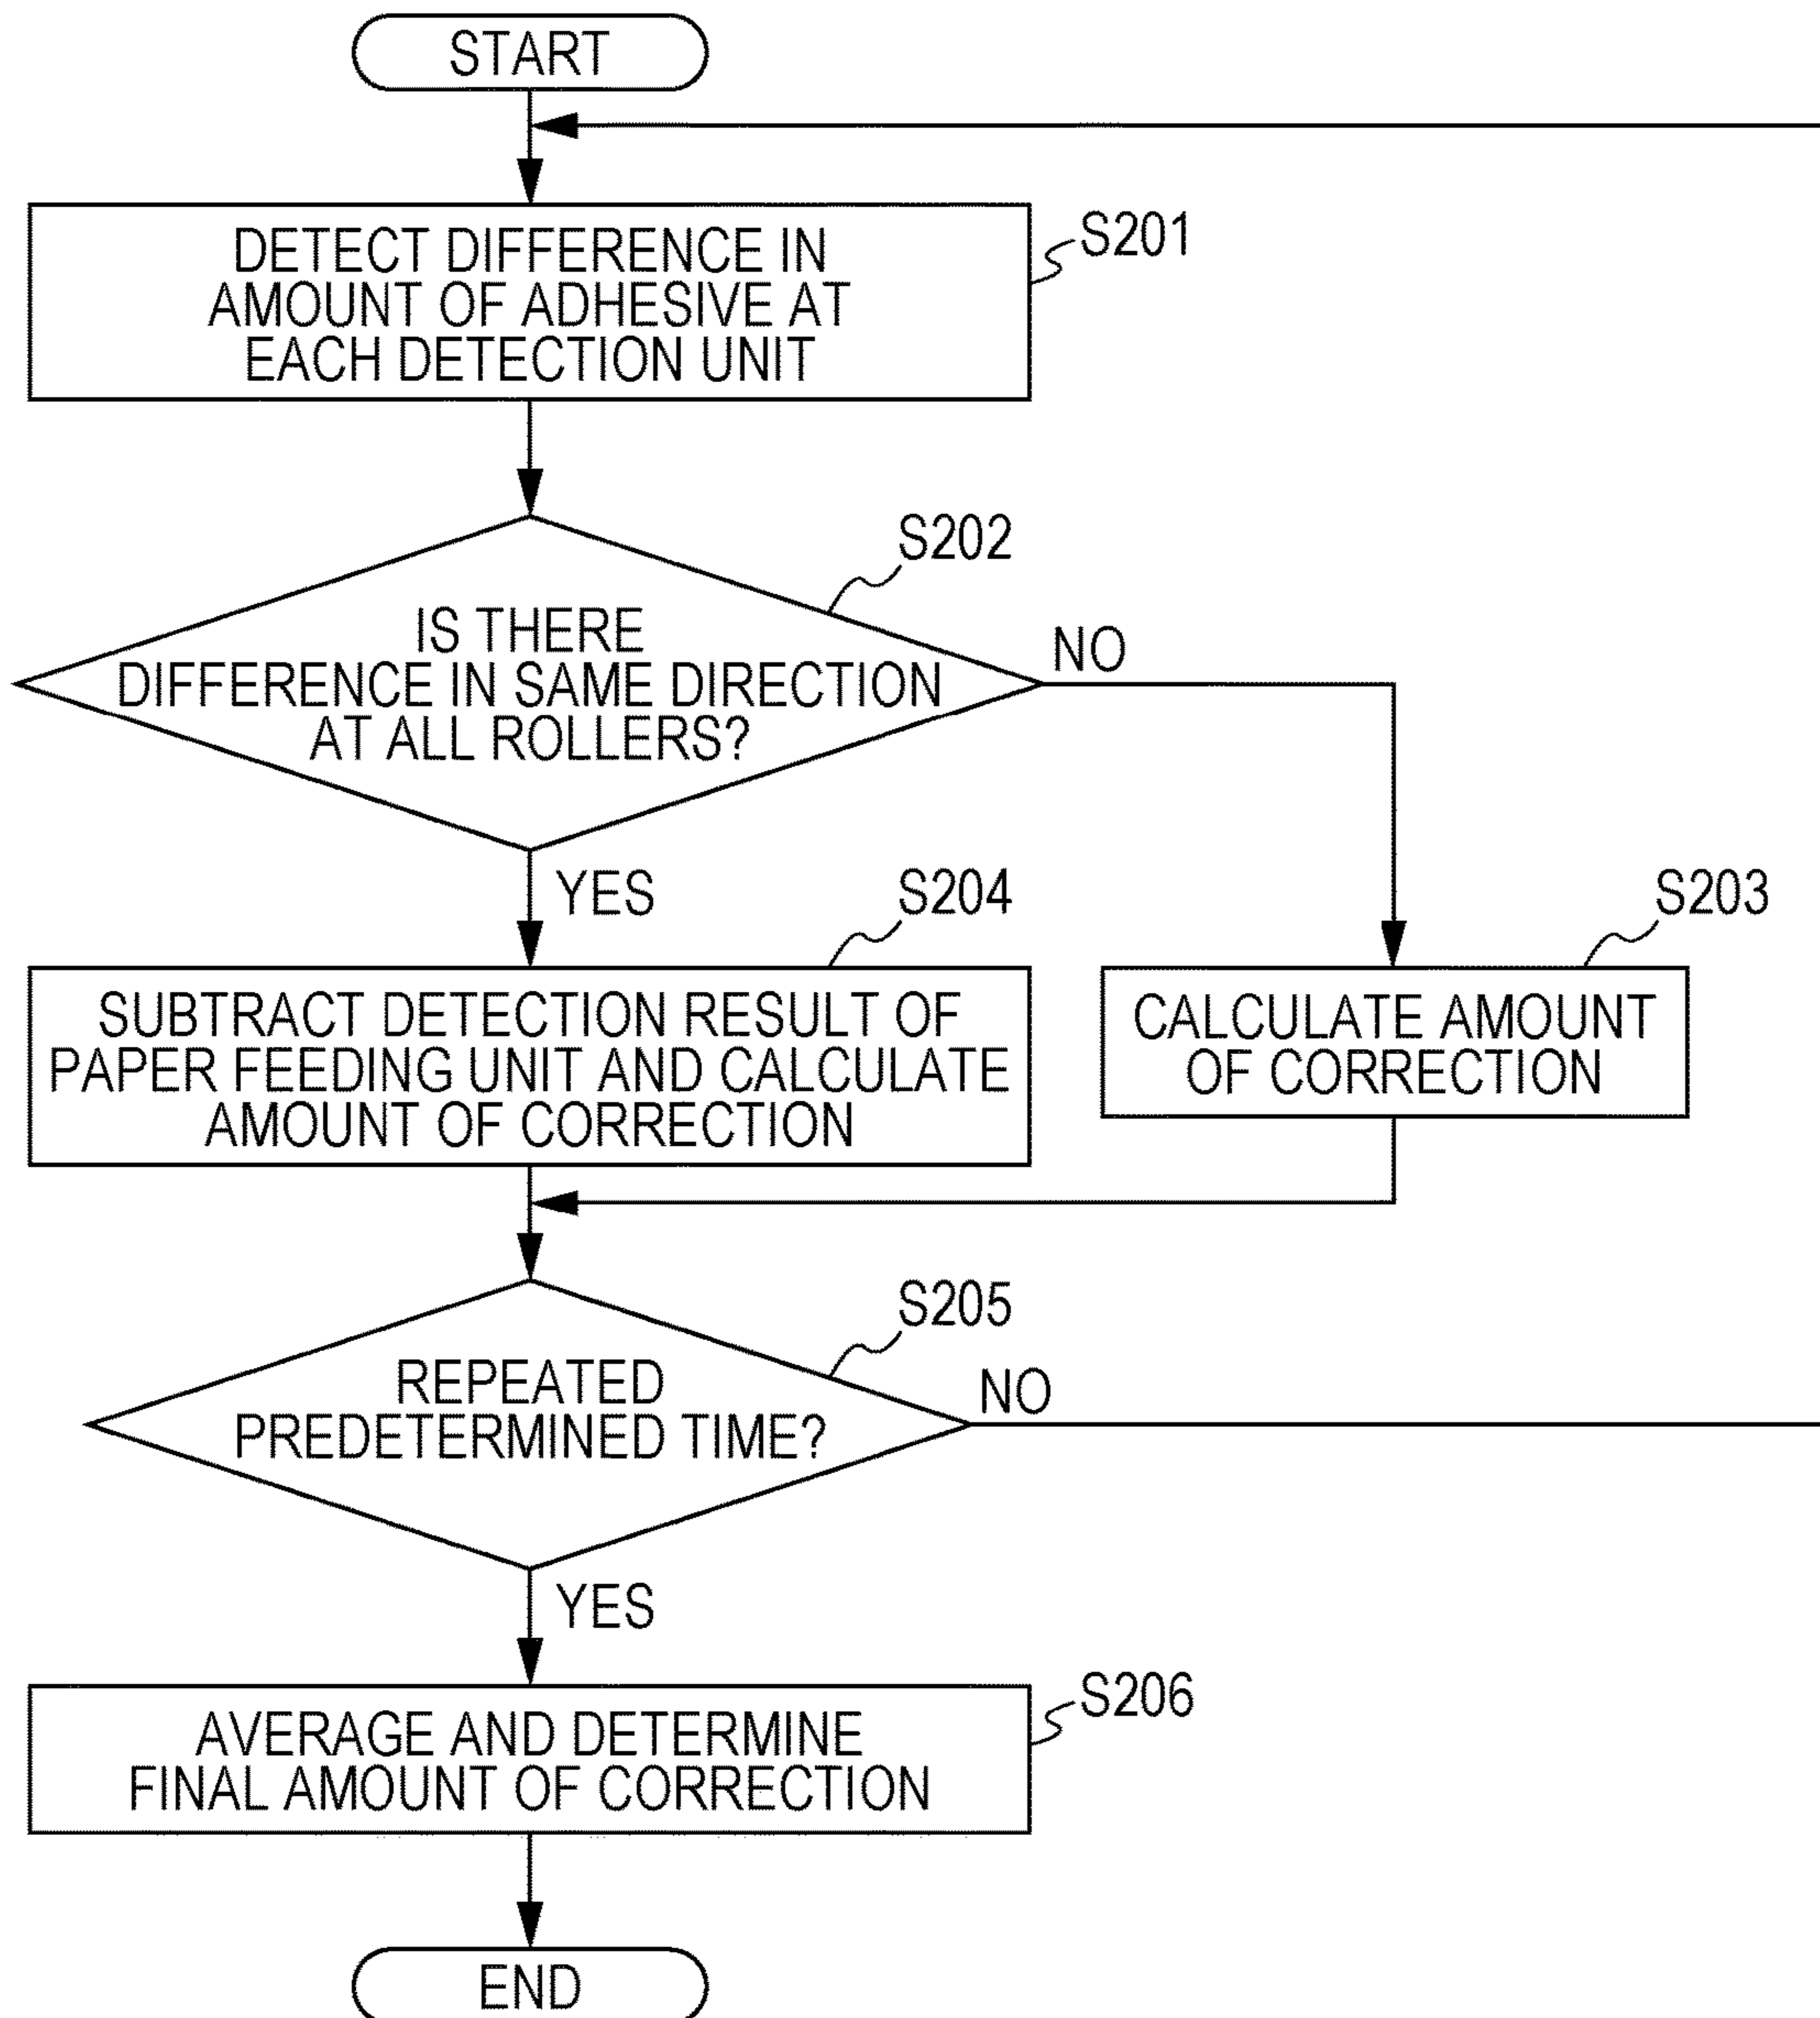 START
DETECT DIFFERENCE IN
AMOUNT OF ADHESIVE AT
EACH DETECTION UNIT
S201
S202
IS THERE
DIFFERENCE IN SAME DIRECTION
AT ALL ROLLERS?
NO
YES
S204
S203
SUBTRACT DETECTION RESULT OF
PAPER FEEDING UNIT AND CALCULATE
AMOUNT OF CORRECTION
CALCULATE AMOUNT
OF CORRECTION
S205
REPEATED
PREDETERMINED TIME?
NO
YES
S206
AVERAGE AND DETERMINE
FINAL AMOUNT OF CORRECTION
END